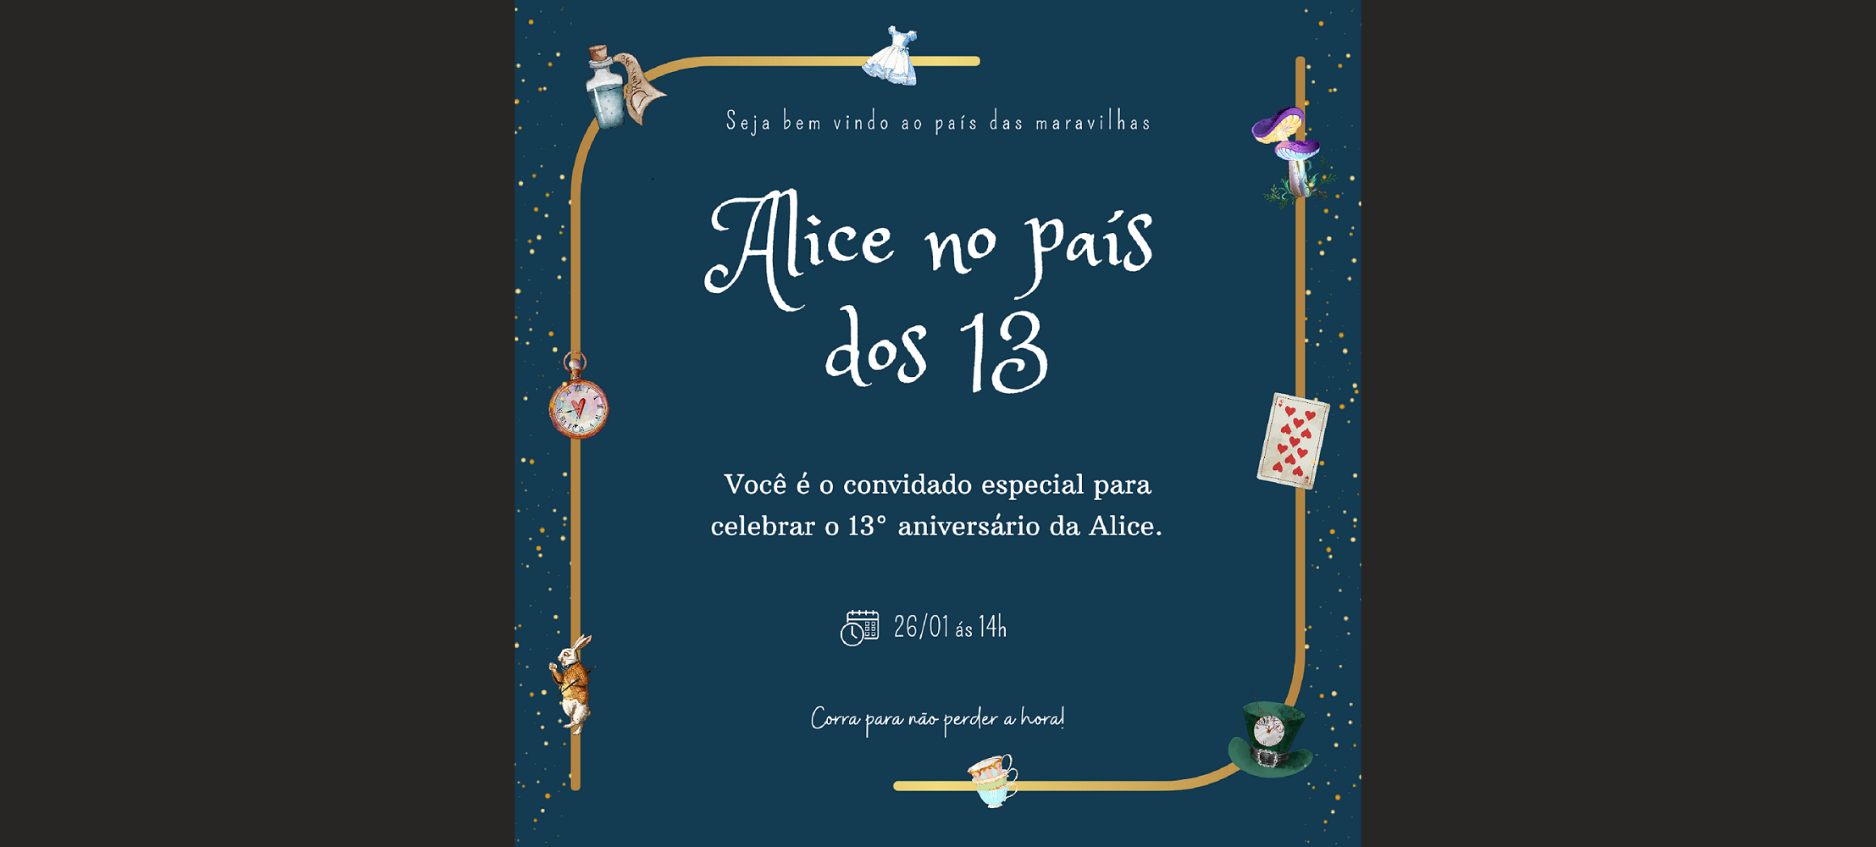 Seja bem vindo ao país das maravilhas
Alice no país
dos 13
Você é o convidado especial para
celebrar o 13° aniversário da Alice.
26/01 ás 14h
Corra para não perder a hora!